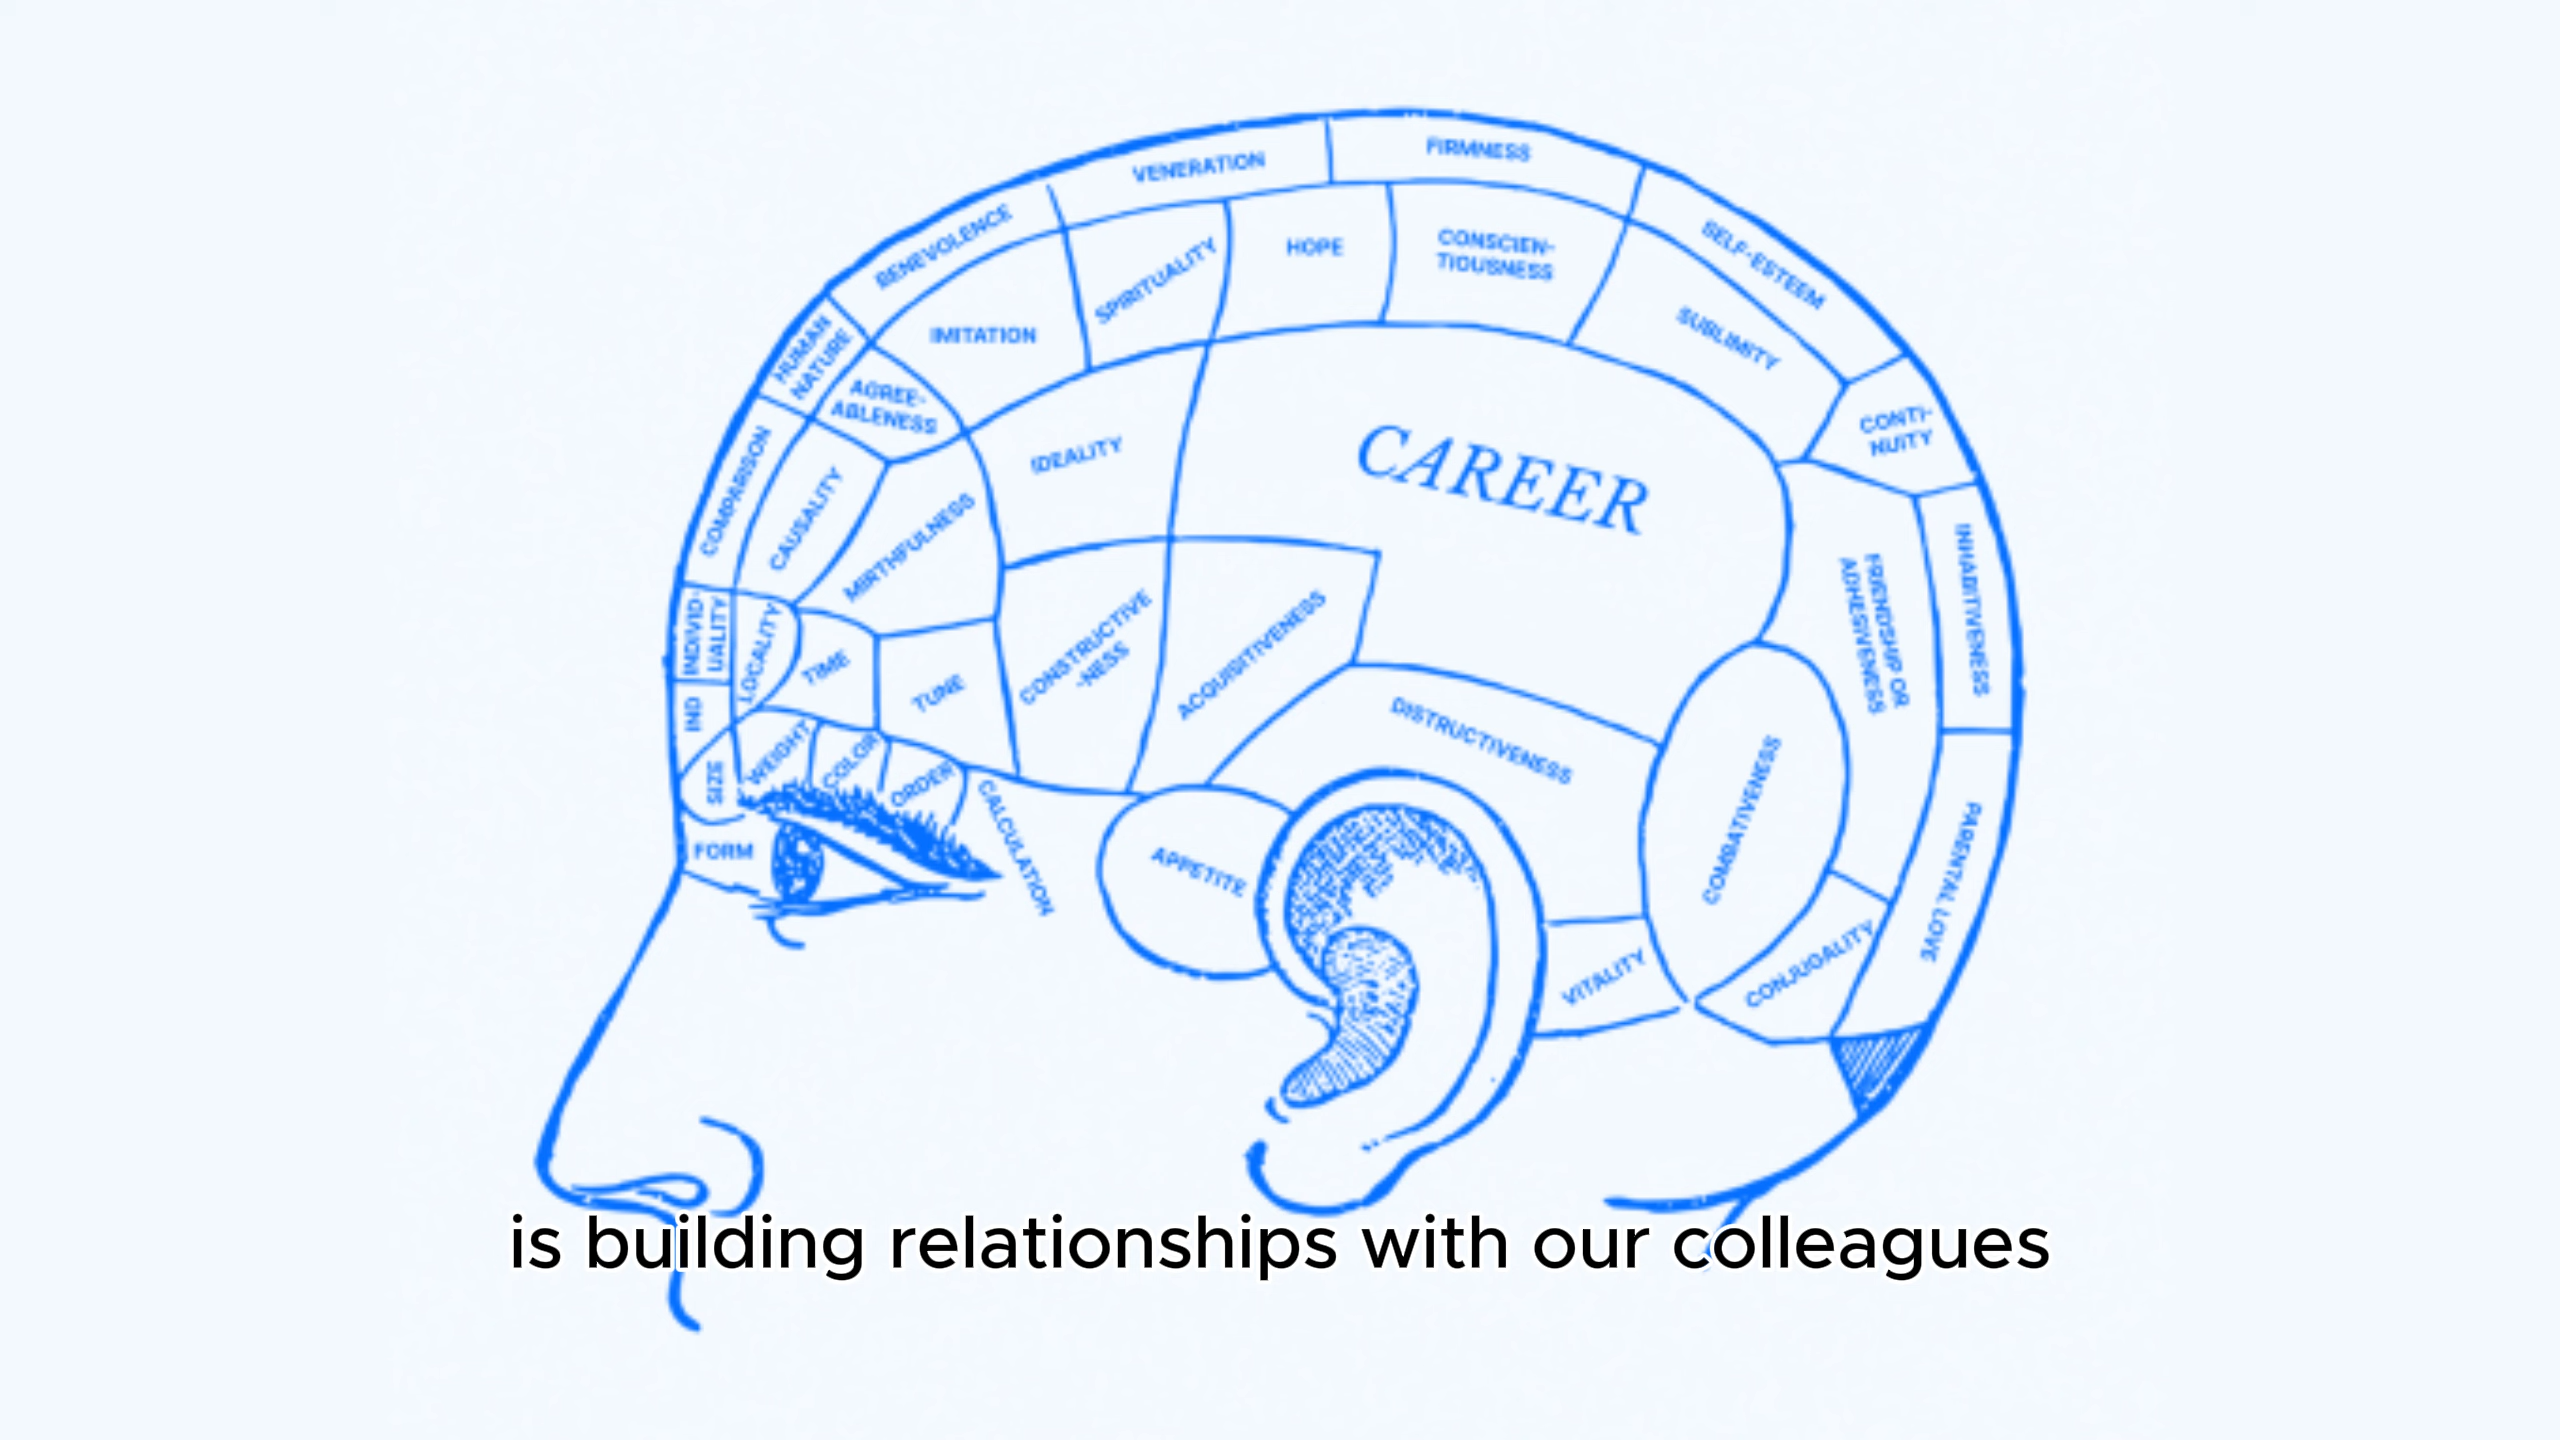 VENERATION
FIRMNESS
BENEVOLENCE
SPIRITUALITY
HOPE
CONSCIEN-
TIOUSNESS
SELF-ESTEEM
SUBLIMITY
HUMAN
NATURE
IMITATION
AGREE-
ABLENESS
CONTI-
NUITY
COMPARISON
CAUSALITY
MIRTHFULNESS
IDEALITY
CAREER
INHABITIVENESS
FRIENDSHIP OR
ADHESIVENESS
INDIVID-
UALITY
LOCALITY
TIME
TUNE
CONSTRUCTIVE
-NESS
ACQUISITIVENESS
DISTRUCTIVENESS
COMBATIVENESS
IND
SIZE
WEIGHT
COLOR
ORDER
CALCULATION
FORM
APPETITE
VITALITY
CONJUGALITY
PARENTAL LOVE
is building relationships with our colleagues